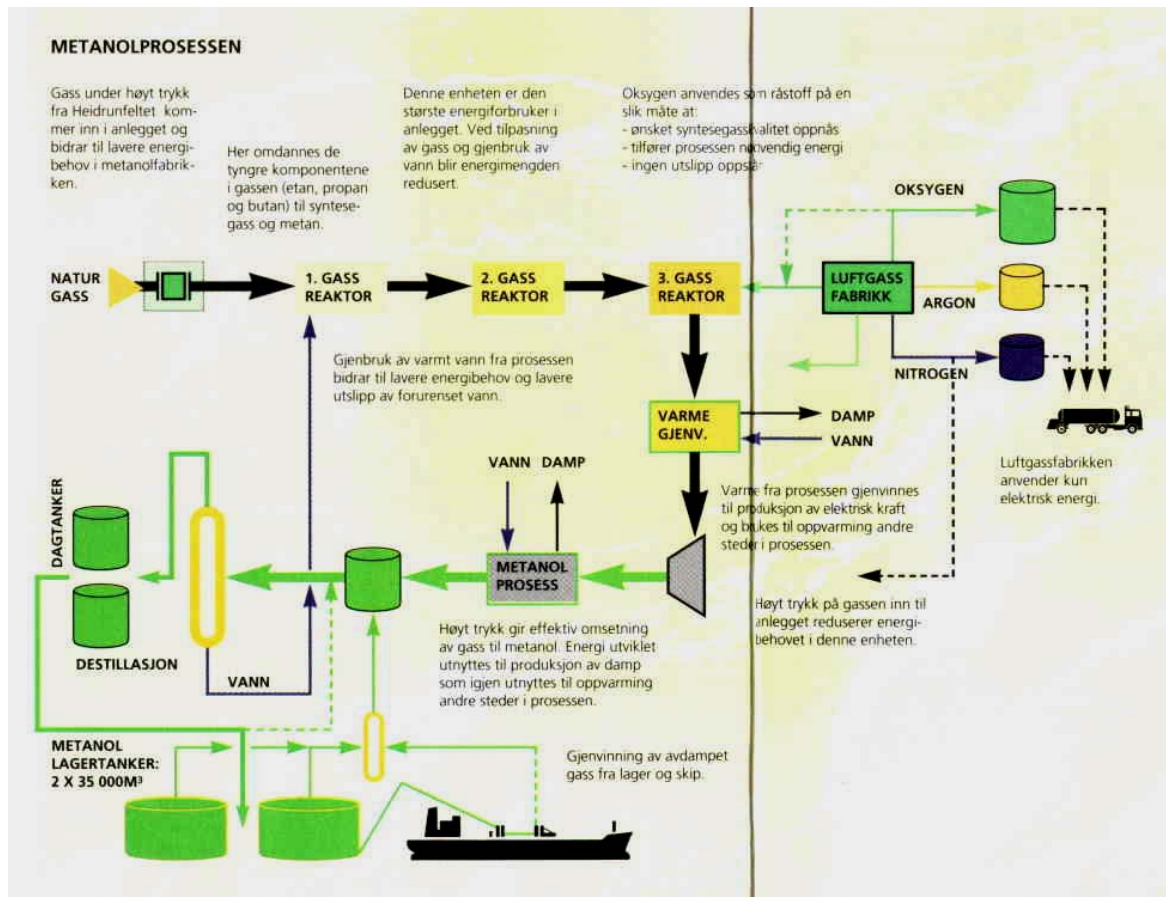 METANOLPROSESSEN
Gass under høyt trykk
fra Heidrunfeltet kom-
mer inn i anlegget og
bidrar til lavere energi-
behov i metanolfabrik-
ken.
Her omdannes de
tyngre komponentene
i gassen (etan, propan
og butan) til syntese-
gass og metan.
Denne enheten er den
største energiforbruker i
anlegget. Ved tilpasning
av gass og gjenbruk av
vann blir energimengden
redusert.
Oksygen anvendes som råstoff på en
slik måte at:
- ønsket syntesegasskvalitet oppnås
- tilfører prosessen nødvendig energi
- ingen utslipp oppstår
OKSYGEN
NATUR
GASS
1. GASS
REAKTOR
2. GASS
REAKTOR
3. GASS
REAKTOR
LUFTGASS
FABRIKK
ARGON
NITROGEN
Gjenbruk av varmt vann fra prosessen
bidrar til lavere energibehov og lavere
utslipp av forurenset vann.
VARME
GJENV.
DAMP
VANN
Luftgassfabrikken
anvender kun
elektrisk energi.
VANN DAMP
Varme fra prosessen gjenvinnes
til produksjon av elektrisk kraft
og brukes til oppvarming andre
steder i prosessen.
DAGTANKER
METANOL
PROSESS
Høyt trykk på gassen inn til
anlegget reduserer energi-
behovet i denne enheten.
DESTILLASJON
VANN
Høyt trykk gir effektiv omsetning
av gass til metanol. Energi utviklet
utnyttes til produksjon av damp
som igjen utnyttes til oppvarming
andre steder i prosessen.
METANOL
LAGERTANKER:
2 X 35 000M³
Gjenvinning av avdampet
gass fra lager og skip.